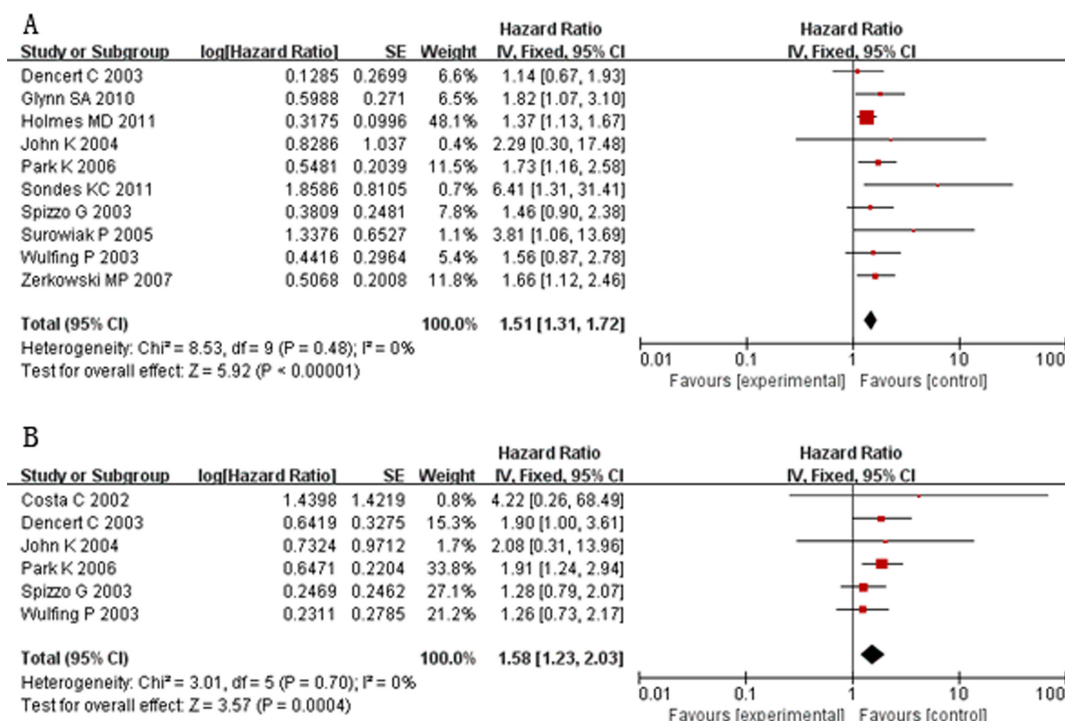 A
Hazard Ratio Hazard Ratio
Study or Subgroup log[Hazard Ratio] SE Weight IV, Fixed, 95% CI IV, Fixed, 95% CI
Dencert C 2003 0.1285 0.2699 6.6% 1.14 [0.67, 1.93]
Glynn SA 2010 0.5988 0.271 6.5% 1.82 [1.07, 3.10]
Holmes MD 2011 0.3175 0.0996 48.1% 1.37 [1.13, 1.67]
John K 2004 0.8286 1.037 0.4% 2.29 [0.30, 17.48]
Park K 2006 0.5481 0.2039 11.5% 1.73 [1.16, 2.58]
Sondes KC 2011 1.8586 0.8105 0.7% 6.41 [1.31, 31.41]
Spizzo G 2003 0.3809 0.2481 7.8% 1.46 [0.90, 2.38]
Surowiak P 2005 1.3376 0.6527 1.1% 3.81 [1.06, 13.69]
Wulfing P 2003 0.4416 0.2964 5.4% 1.56 [0.87, 2.78]
Zerkowski MP 2007 0.5068 0.2008 11.8% 1.66 [1.12, 2.46]
Total (95% CI) 100.0% 1.51 [1.31, 1.72]
Heterogeneity: Chi² = 8.53, df = 9 (P = 0.48); I² = 0%
Test for overall effect: Z = 5.92 (P < 0.00001)
0.01 0.1 1 10 100
Favours [experimental] Favours [control]
B
Hazard Ratio Hazard Ratio
Study or Subgroup log[Hazard Ratio] SE Weight IV, Fixed, 95% CI IV, Fixed, 95% CI
Costa C 2002 1.4398 1.4219 0.8% 4.22 [0.26, 68.49]
Dencert C 2003 0.6419 0.3275 15.3% 1.90 [1.00, 3.61]
John K 2004 0.7324 0.9712 1.7% 2.08 [0.31, 13.96]
Park K 2006 0.6471 0.2204 33.8% 1.91 [1.24, 2.94]
Spizzo G 2003 0.2469 0.2462 27.1% 1.28 [0.79, 2.07]
Wulfing P 2003 0.2311 0.2785 21.2% 1.26 [0.73, 2.17]
Total (95% CI) 100.0% 1.58 [1.23, 2.03]
Heterogeneity: Chi² = 3.01, df = 5 (P = 0.70); I² = 0%
Test for overall effect: Z = 3.57 (P = 0.0004)
0.01 0.1 1 10 100
Favours [experimental] Favours [control]